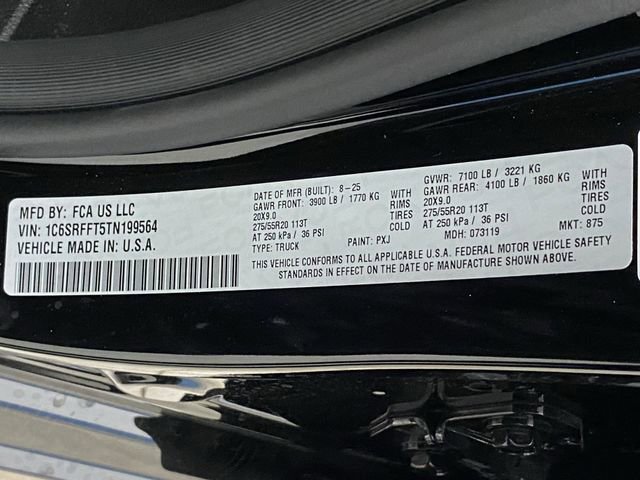 MFD BY: FCA US LLC
VIN: 1C6SRFFT5TN199564
VEHICLE MADE IN: U.S.A.
DATE OF MFR (BUILT): 8-25
GAWR FRONT: 3900 LB / 1770 KG WITH
20X9.0 RIMS
275/55R20 113T TIRES
AT 250 kPa / 36 PSI
TYPE: TRUCK PAINT: PXJ
GVWR: 7100 LB / 3221 KG
GAWR REAR: 4100 LB / 1860 KG WITH
20X9.0 RIMS
275/55R20 113T TIRES
AT 250 kPa / 36 PSI
MDH: 073119 MKT: 875
THIS VEHICLE CONFORMS TO ALL APPLICABLE U.S.A. FEDERAL MOTOR VEHICLE SAFETY
STANDARDS IN EFFECT ON THE DATE OF MANUFACTURE SHOWN ABOVE.